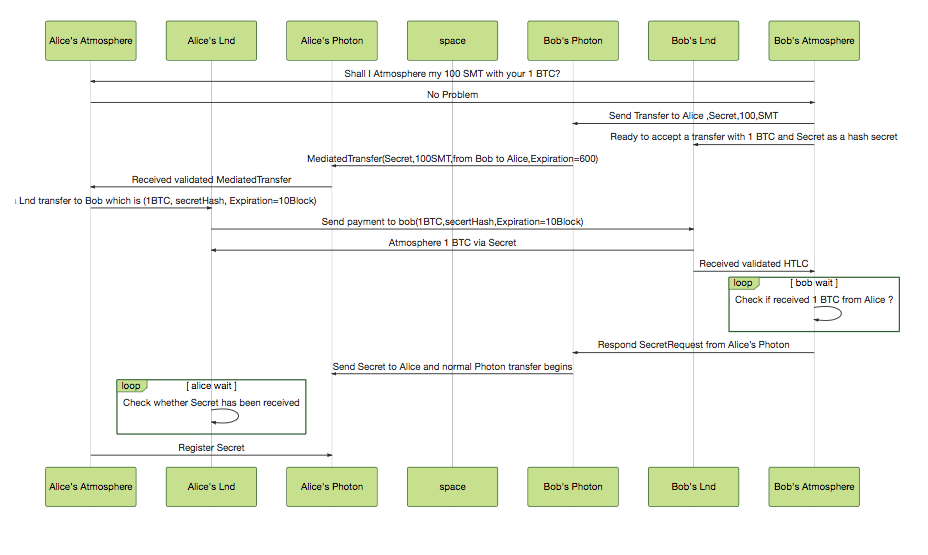 Alice's Atmosphere
Alice's Lnd
Alice's Photon
space
Bob's Photon
Bob's Lnd
Bob's Atmosphere
Shall I Atmosphere my 100 SMT with your 1 BTC?
No Problem
Send Transfer to Alice ,Secret,100,SMT
Ready to accept a transfer with 1 BTC and Secret as a hash secret
MediatedTransfer(Secret,100SMT,from Bob to Alice,Expiration=600)
Received validated MediatedTransfer
Lnd transfer to Bob which is (1BTC, secretHash, Expiration=10Block)
Send payment to bob(1BTC,secertHash,Expiration=10Block)
Atmosphere 1 BTC via Secret
Received validated HTLC
loop
[ bob wait ]
Check if received 1 BTC from Alice ?
Respond SecretRequest from Alice's Photon
Send Secret to Alice and normal Photon transfer begins
loop
[ alice wait ]
Check whether Secret has been received
Register Secret
Alice's Atmosphere
Alice's Lnd
Alice's Photon
space
Bob's Photon
Bob's Lnd
Bob's Atmosphere